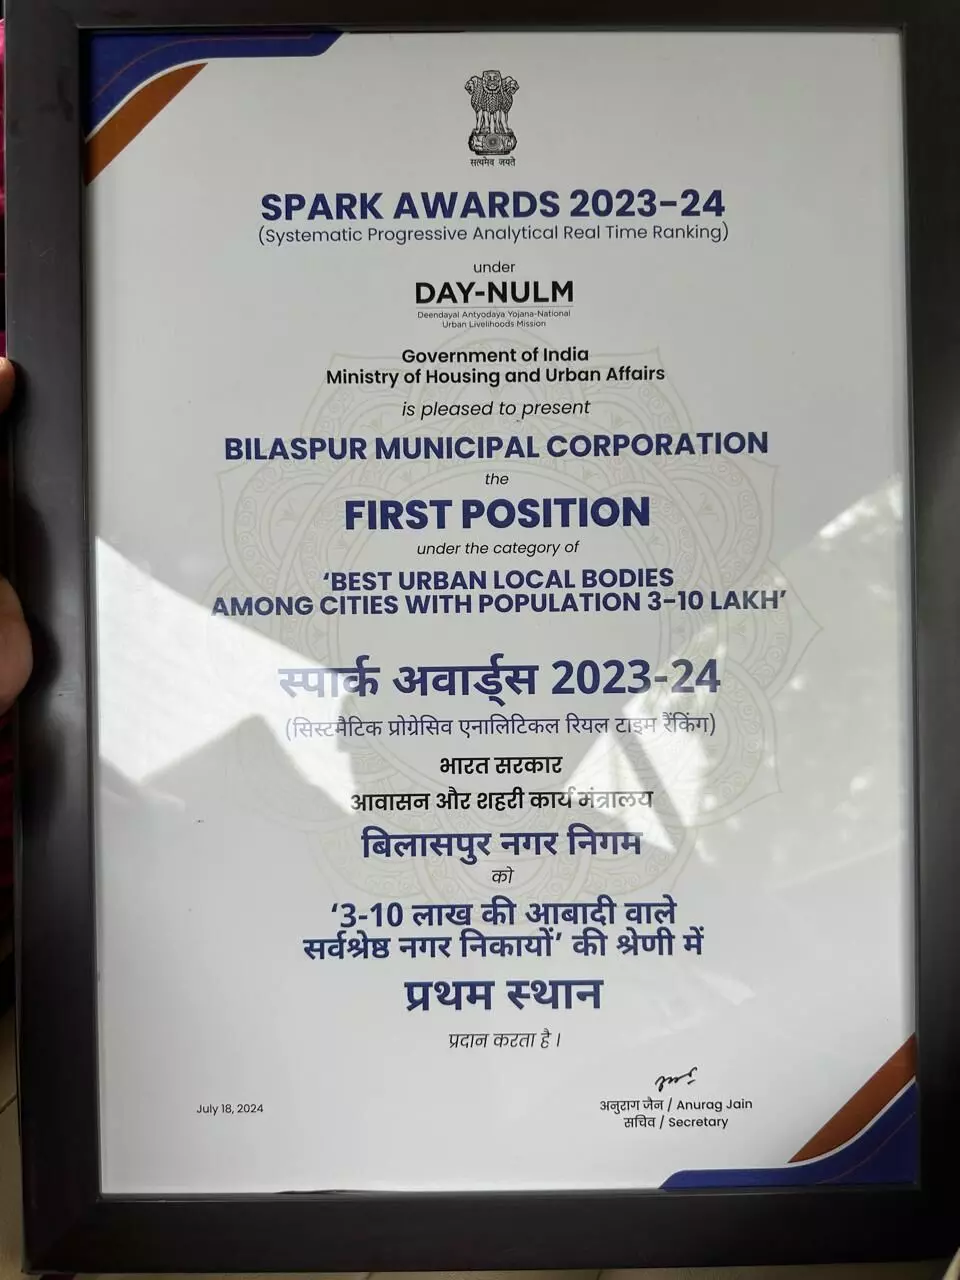 सत्यमेव जयते
SPARK AWARDS 2023-24
(Systematic Progressive Analytical Real Time Ranking)
under
DAY-NULM
Deendayal Antyodaya Yojana-National
Urban Livelihoods Mission
Government of India
Ministry of Housing and Urban Affairs
is pleased to present
BILASPUR MUNICIPAL CORPORATION
the
FIRST POSITION
under the category of
‘BEST URBAN LOCAL BODIES
AMONG CITIES WITH POPULATION 3-10 LAKH’
स्पार्क अवार्ड्स 2023-24
(सिस्टमैटिक प्रोग्रेसिव एनालिटिकल रियल टाइम रैंकिंग)
भारत सरकार
आवासन और शहरी कार्य मंत्रालय
बिलासपुर नगर निगम
को
‘3-10 लाख की आबादी वाले
सर्वश्रेष्ठ नगर निकायों’ की श्रेणी में
प्रथम स्थान
प्रदान करता है ।
July 18, 2024
अनुराग जैन / Anurag Jain
सचिव / Secretary